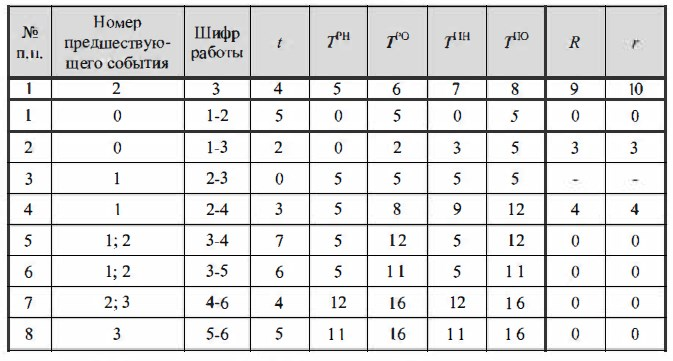 № п.п. | Номер предшествую-щего события | Шифр работы | t | TРН | TРО | TПН | TПО | R | r
1 | 2 | 3 | 4 | 5 | 6 | 7 | 8 | 9 | 10
1 | 0 | 1-2 | 5 | 0 | 5 | 0 | 5 | 0 | 0
2 | 0 | 1-3 | 2 | 0 | 2 | 3 | 5 | 3 | 3
3 | 1 | 2-3 | 0 | 5 | 5 | 5 | 5 | - | -
4 | 1 | 2-4 | 3 | 5 | 8 | 9 | 12 | 4 | 4
5 | 1; 2 | 3-4 | 7 | 5 | 12 | 5 | 12 | 0 | 0
6 | 1; 2 | 3-5 | 6 | 5 | 11 | 5 | 11 | 0 | 0
7 | 2; 3 | 4-6 | 4 | 12 | 16 | 12 | 16 | 0 | 0
8 | 3 | 5-6 | 5 | 11 | 16 | 11 | 16 | 0 | 0